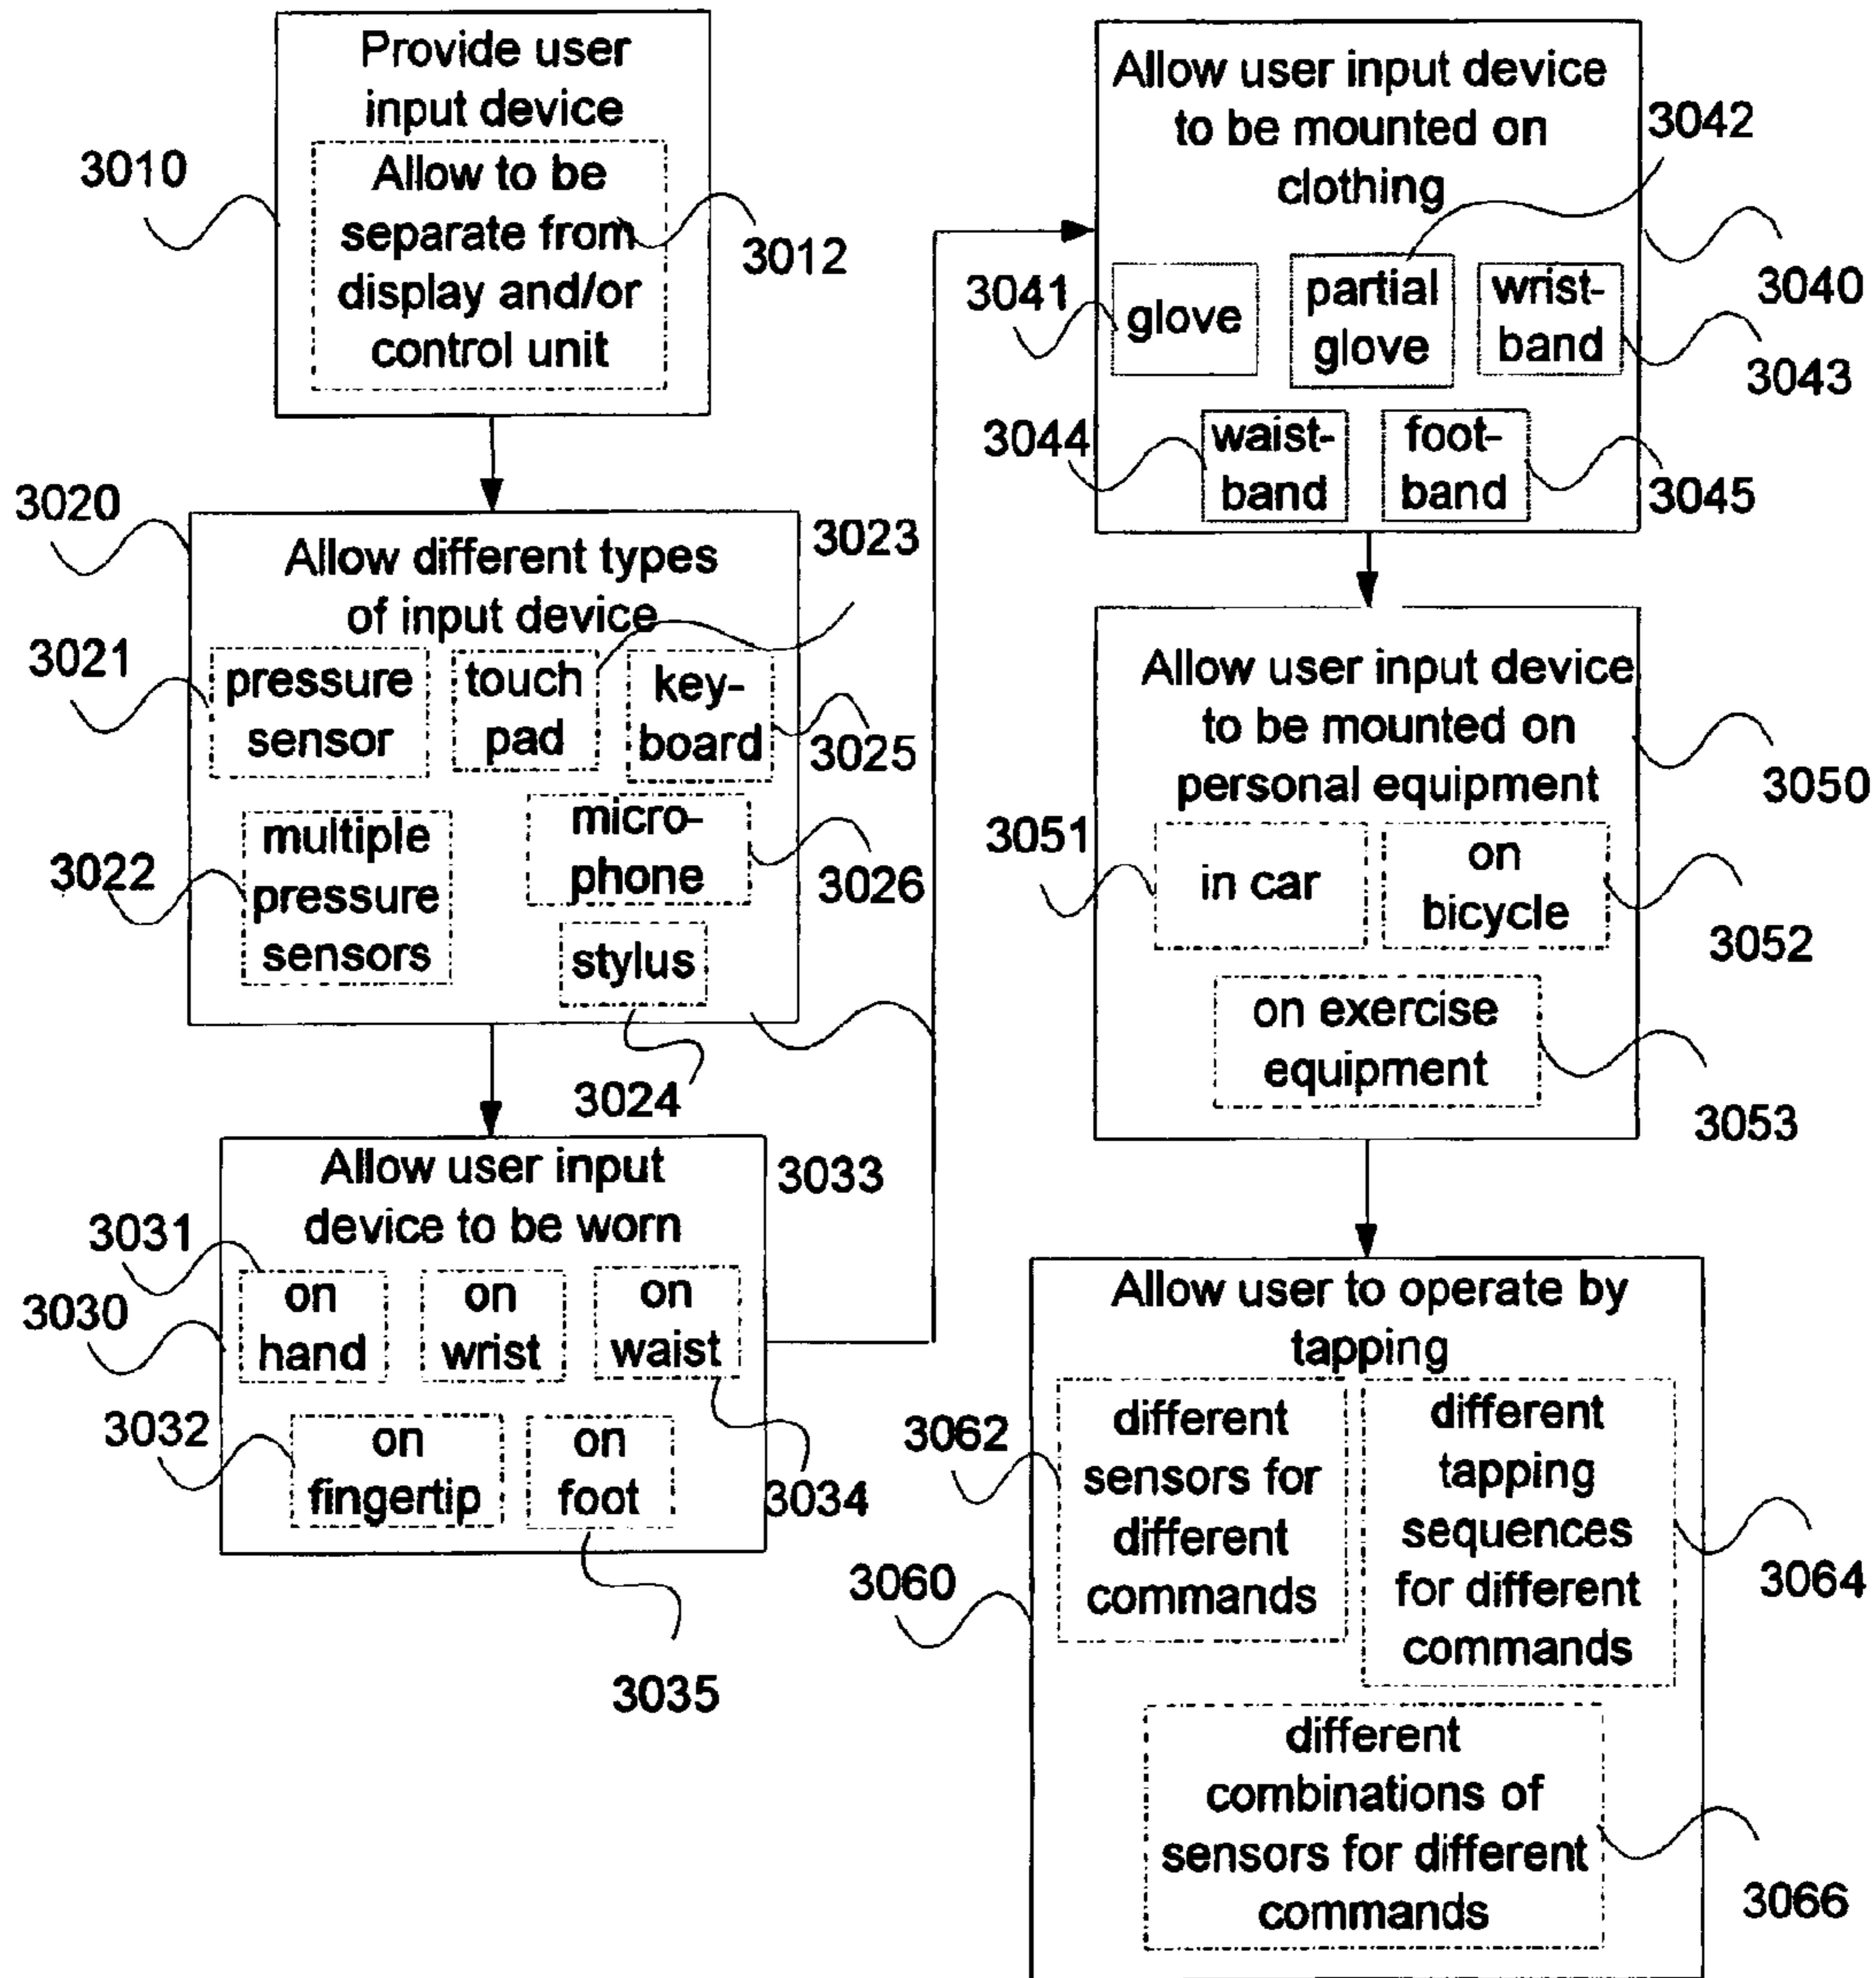 Provide user
input device
Allow to be
separate from
display and/or
control unit
3010
3012
3020
Allow different types
of input device
3023
3021
pressure
sensor
touch
pad
key-
board
3025
3022
multiple
pressure
sensors
micro-
phone
3026
stylus
3024
Allow user input
device to be worn
3033
3031
3030
on
hand
on
wrist
on
waist
3032
on
fingertip
on
foot
3034
3035
Allow user input device
to be mounted on
clothing
3042
3040
3041
glove
partial
glove
wrist-
band
3043
3044
waist-
band
foot-
band
3045
Allow user input device
to be mounted on
personal equipment
3050
3051
in car
on
bicycle
3052
on exercise
equipment
3053
Allow user to operate by
tapping
3062
different
sensors for
different
commands
different
tapping
sequences
for different
commands
3064
3060
different
combinations of
sensors for different
commands
3066